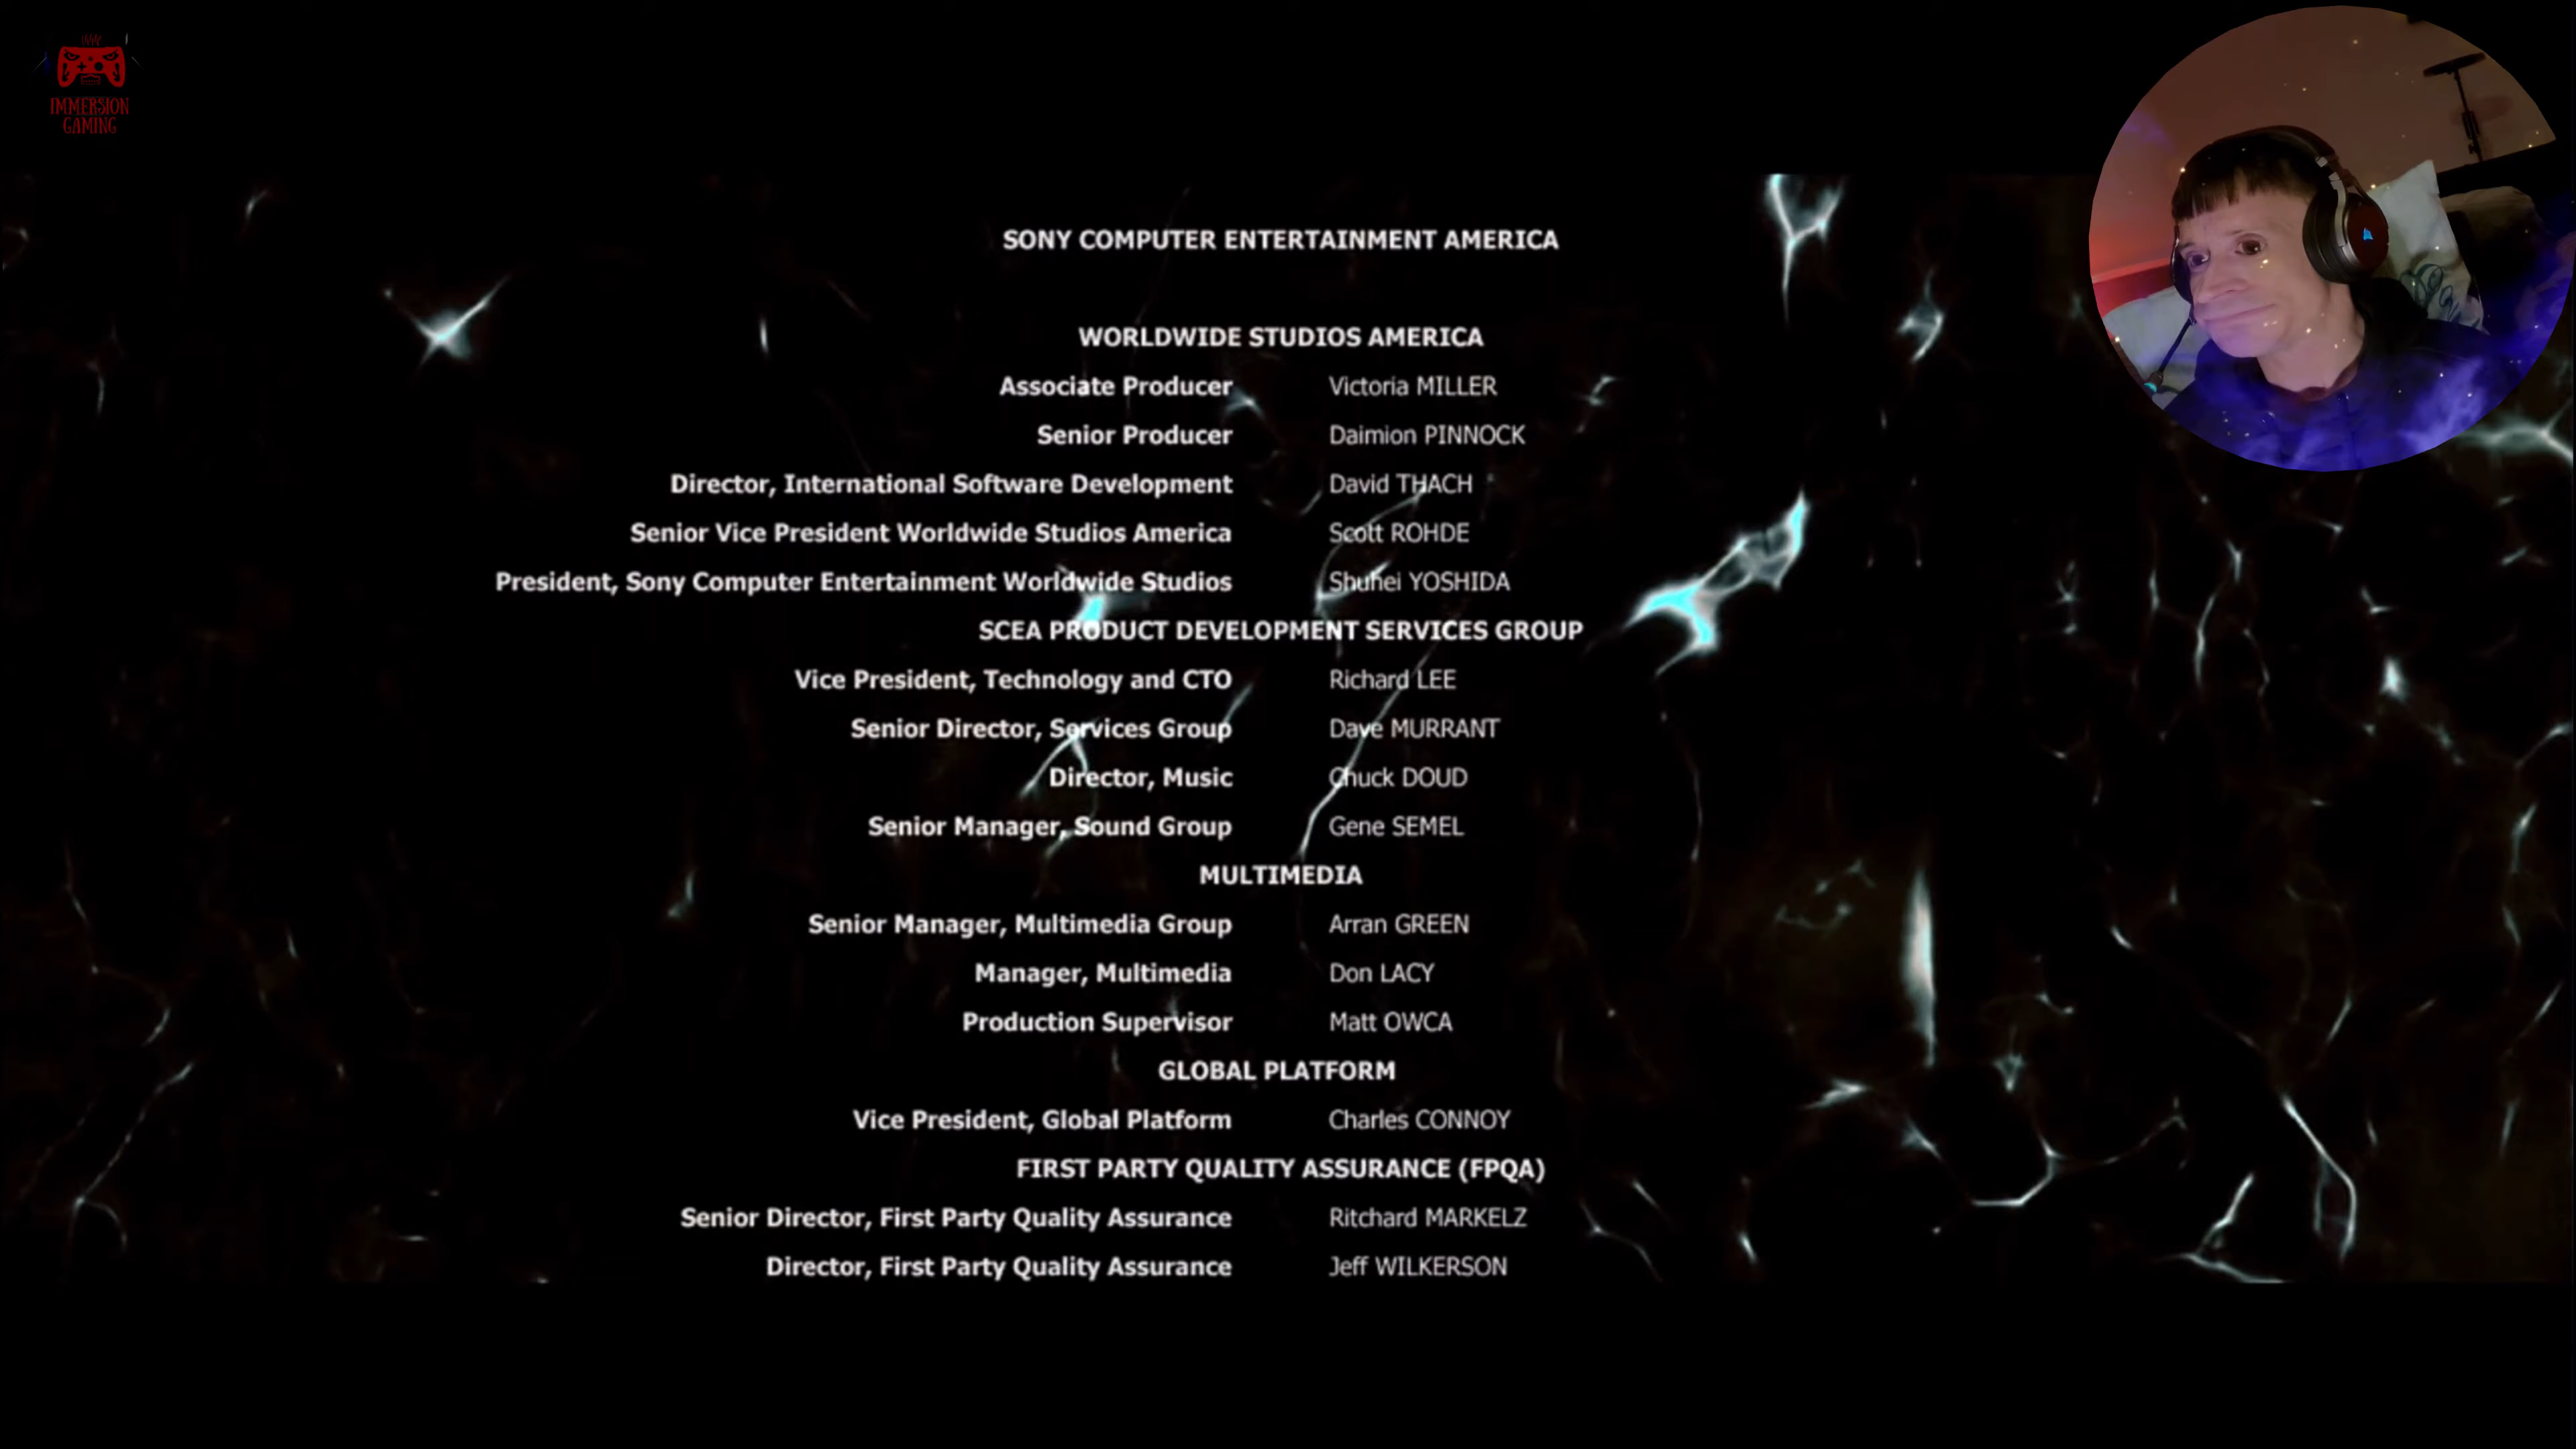 IMMERSION
GAMING
SONY COMPUTER ENTERTAINMENT AMERICA
WORLDWIDE STUDIOS AMERICA
Associate Producer Victoria MILLER
Senior Producer Daimion PINNOCK
Director, International Software Development David THACH
Senior Vice President Worldwide Studios America Scott ROHDE
President, Sony Computer Entertainment Worldwide Studios Shuhei YOSHIDA
SCEA PRODUCT DEVELOPMENT SERVICES GROUP
Vice President, Technology and CTO Richard LEE
Senior Director, Services Group Dave MURRANT
Director, Music Chuck DOUD
Senior Manager, Sound Group Gene SEMEL
MULTIMEDIA
Senior Manager, Multimedia Group Arran GREEN
Manager, Multimedia Don LACY
Production Supervisor Matt OWCA
GLOBAL PLATFORM
Vice President, Global Platform Charles CONNOY
FIRST PARTY QUALITY ASSURANCE (FPQA)
Senior Director, First Party Quality Assurance Ritchard MARKELZ
Director, First Party Quality Assurance Jeff WILKERSON